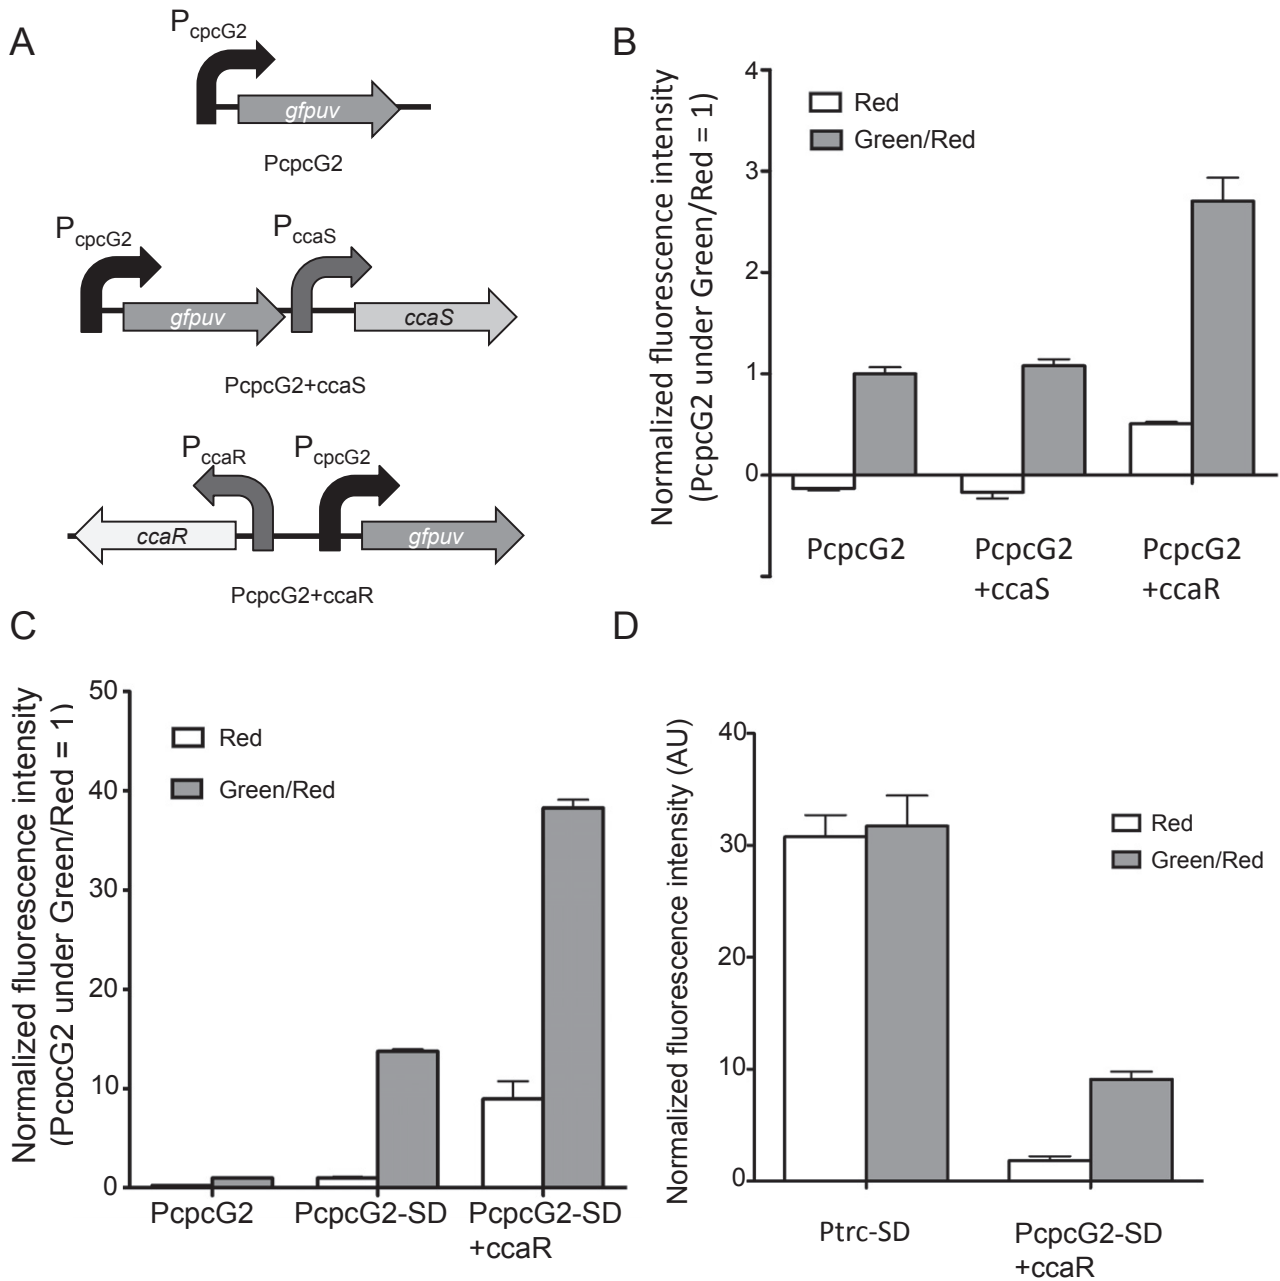 A
PcpcG2
gfpuv
PcpcG2
PcpcG2
PccaS
gfpuv
ccaS
PcpcG2+ccaS
PccaR
PcpcG2
ccaR
gfpuv
PcpcG2+ccaR
B
Normalized fluorescence intensity
(PcpcG2 under Green/Red = 1)
4
3
2
1
0
Red
Green/Red
PcpcG2
PcpcG2
+ccaS
PcpcG2
+ccaR
C
Normalized fluorescence intensity
(PcpcG2 under Green/Red = 1)
50
40
30
20
10
0
Red
Green/Red
PcpcG2
PcpcG2-SD
PcpcG2-SD
+ccaR
D
Normalized fluorescence intensity (AU)
40
30
20
10
0
Red
Green/Red
Ptrc-SD
PcpcG2-SD
+ccaR